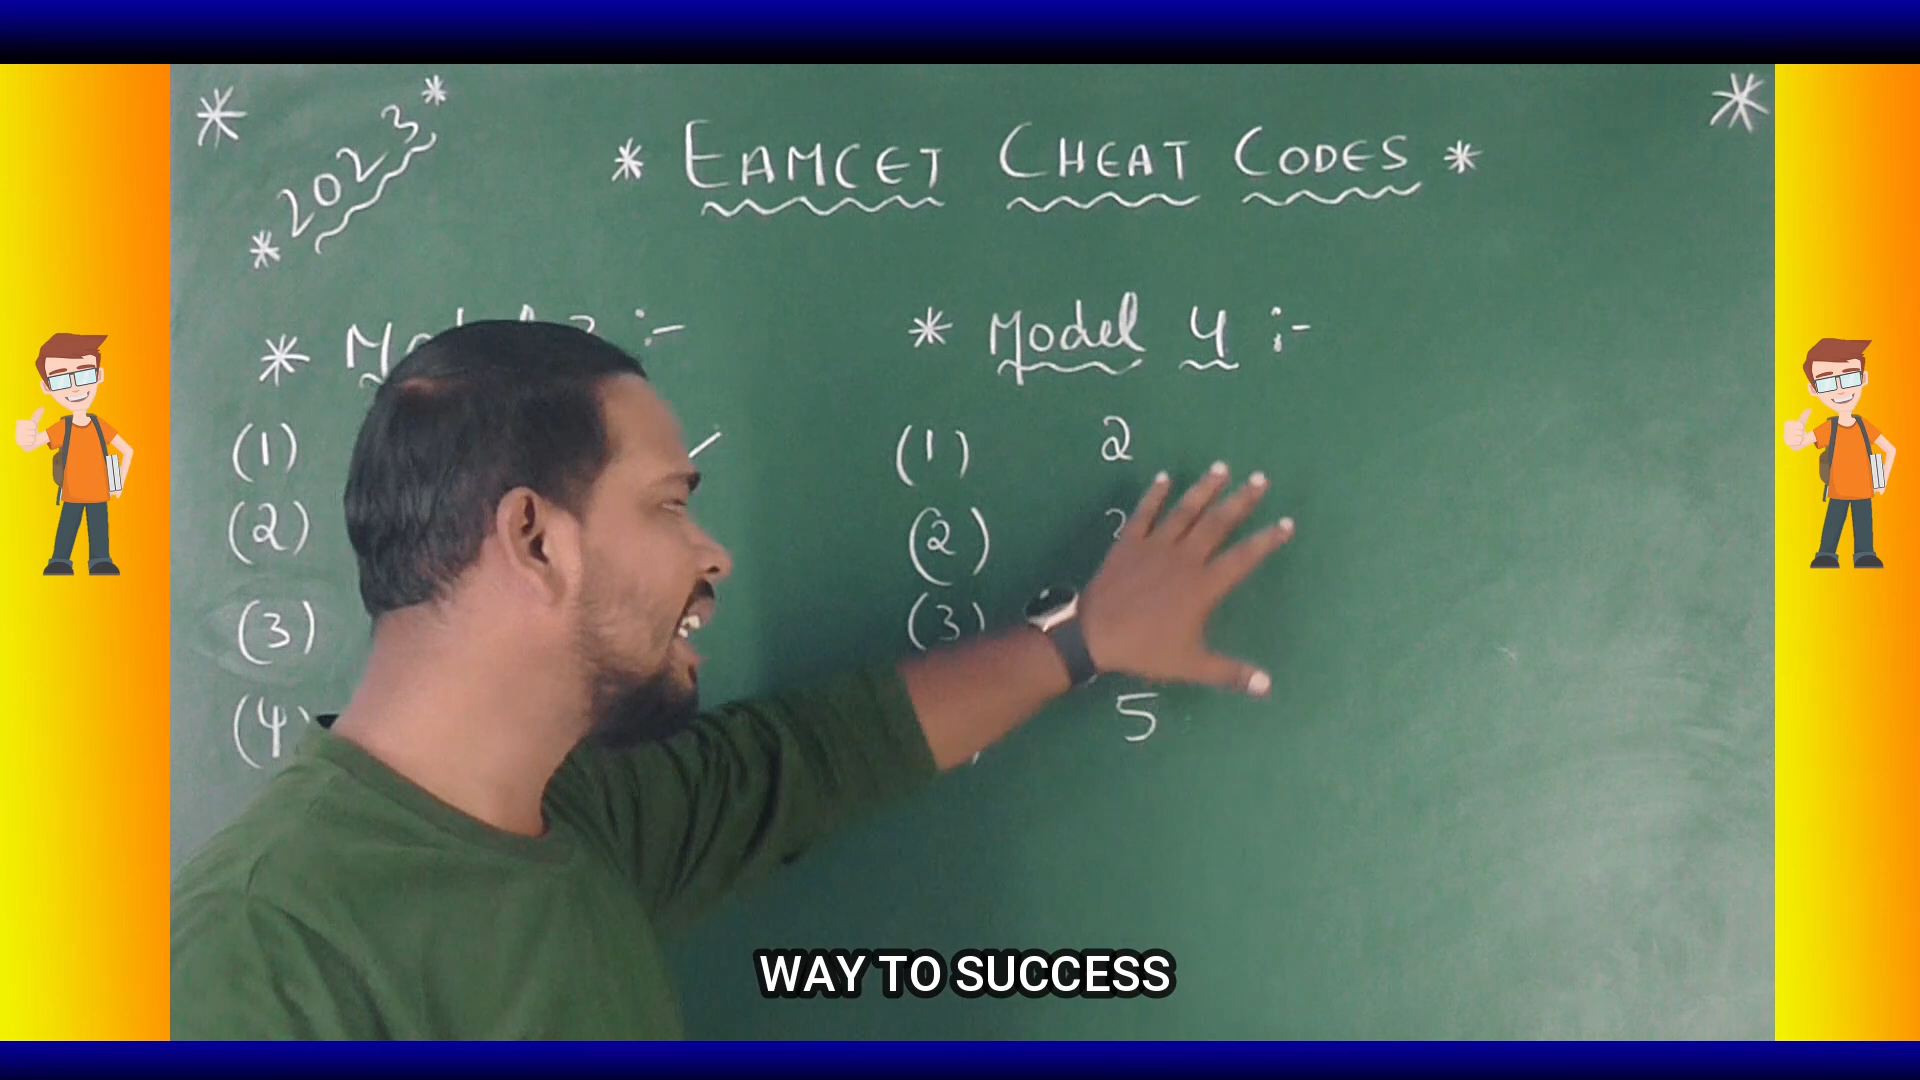 * 2023 *
* EAMCET CHEAT CODES *
*
*
* Model 4 :-
(1)
(2)
(3)
(4)
(1) 2
(2)
(3)
5
WAY TO SUCCESS